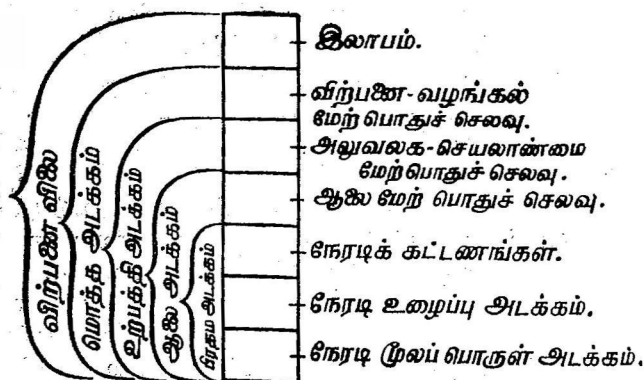 இலாபம்.
விற்பனை-வழங்கல்
மேற் பொதுச் செலவு.
அலுவலக-செயலாண்மை
மேற்பொதுச் செலவு.
ஆலை மேற் பொதுச் செலவு.
நேரடிக் கட்டணங்கள்.
நேரடி உழைப்பு அடக்கம்.
நேரடி மூலப் பொருள் அடக்கம்.
விற்பனை விலை
மொத்த அடக்கம்
உற்பத்தி அடக்கம்
ஆலை அடக்கம்
பிரதம அடக்கம்